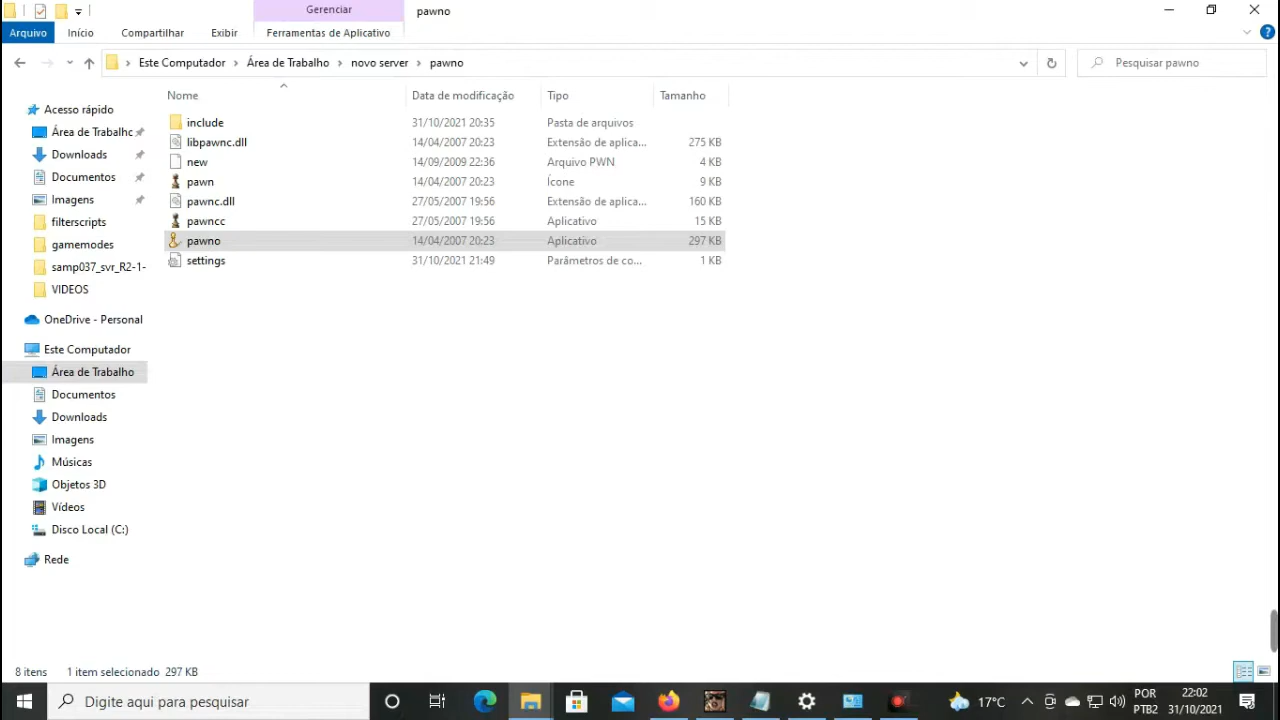 Gerenciar
pawno
Arquivo
Início
Compartilhar
Exibir
Ferramentas de Aplicativo
Este Computador
Área de Trabalho
novo server
pawno
Pesquisar pawno
Nome
Data de modificação
Tipo
Tamanho
include 31/10/2021 20:35 Pasta de arquivos
libpawnc.dll 14/04/2007 20:23 Extensão de aplica... 275 KB
new 14/09/2009 22:36 Arquivo PWN 4 KB
pawn 14/04/2007 20:23 Ícone 9 KB
pawnc.dll 27/05/2007 19:56 Extensão de aplica... 160 KB
pawncc 27/05/2007 19:56 Aplicativo 15 KB
pawno 14/04/2007 20:23 Aplicativo 297 KB
settings 31/10/2021 21:49 Parâmetros de co... 1 KB
Acesso rápido
Área de Trabalho
Downloads
Documentos
Imagens
filterscripts
gamemodes
samp037_svr_R2-1-
VIDEOS
OneDrive - Personal
Este Computador
Área de Trabalho
Documentos
Downloads
Imagens
Músicas
Objetos 3D
Vídeos
Disco Local (C:)
Rede
8 itens 1 item selecionado 297 KB
Digite aqui para pesquisar
17°C
POR
PTB2
22:02
31/10/2021